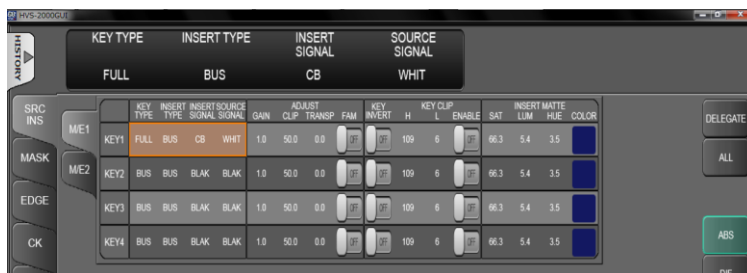 HVS-2000GUI
HISTORY
KEY TYPE INSERT TYPE INSERT SIGNAL SOURCE SIGNAL
FULL BUS CB WHIT
SRC INS
MASK
EDGE
CK
M/E1
M/E2
KEY TYPE INSERT TYPE INSERT SIGNAL SOURCE SIGNAL GAIN ADJUST CLIP TRANSP FAM KEY INVERT KEY CLIP H L ENABLE SAT INSERT MATTE LUM HUE COLOR
KEY1 FULL BUS CB WHIT 1.0 50.0 0.0 OFF OFF 109 6 OFF 66.3 5.4 3.5
KEY2 BUS BUS BLAK BLAK 1.0 50.0 0.0 OFF OFF 109 6 OFF 66.3 5.4 3.5
KEY3 BUS BUS BLAK BLAK 1.0 50.0 0.0 OFF OFF 109 6 OFF 66.3 5.4 3.5
KEY4 BUS BUS BLAK BLAK 1.0 50.0 0.0 OFF OFF 109 6 OFF 66.3 5.4 3.5
DELEGATE
ALL
ABS